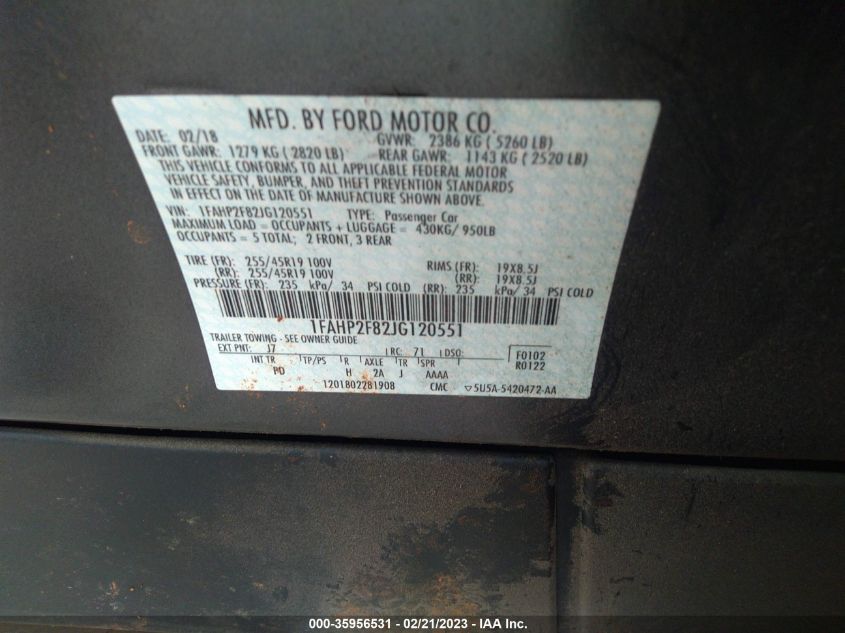 MFD. BY FORD MOTOR CO.
DATE: 02/18 GVWR: 2386 KG ( 5260 LB)
FRONT GAWR: 1279 KG ( 2820 LB) REAR GAWR: 1143 KG ( 2520 LB)
THIS VEHICLE CONFORMS TO ALL APPLICABLE FEDERAL MOTOR
VEHICLE SAFETY, BUMPER, AND THEFT PREVENTION STANDARDS
IN EFFECT ON THE DATE OF MANUFACTURE SHOWN ABOVE.
VIN: 1FAHP2F82JG120551 TYPE: Passenger Car
MAXIMUM LOAD = OCCUPANTS + LUGGAGE = 430KG/ 950LB
OCCUPANTS = 5 TOTAL; 2 FRONT, 3 REAR
TIRE (FR): 255/45R19 100V RIMS (FR): 19X8.5J
(RR): 255/45R19 100V (RR): 19X8.5J
PRESSURE (FR): 235 kPa/ 34 PSI COLD (RR): 235 kPa/ 34 PSI COLD
1FAHP2F82JG120551
TRAILER TOWING - SEE OWNER GUIDE
EXT PNT: J7 RC: 71 DSO: F0102
INT TR TP/PS R AXLE TR SPR R0122
PD H 2A J AAAA
1201802281908 CMC ▽5U5A-5420472-AA
000-35956531 - 02/21/2023 - IAA Inc.